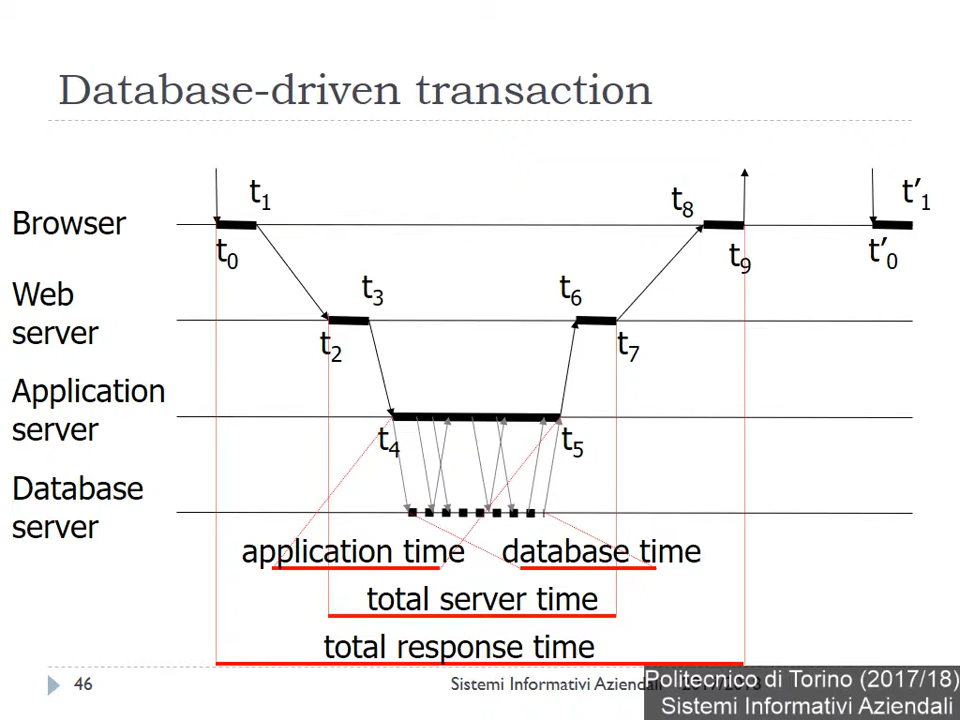 Database-driven transaction
t1
t8
t'1
Browser
t0
t9
t'0
Web
server
t3
t6
t2
t7
Application
server
t4
t5
Database
server
application time
database time
total server time
total response time
46
Sistemi Informativi Aziendali
Politecnico di Torino (2017/18)
Sistemi Informativi Aziendali